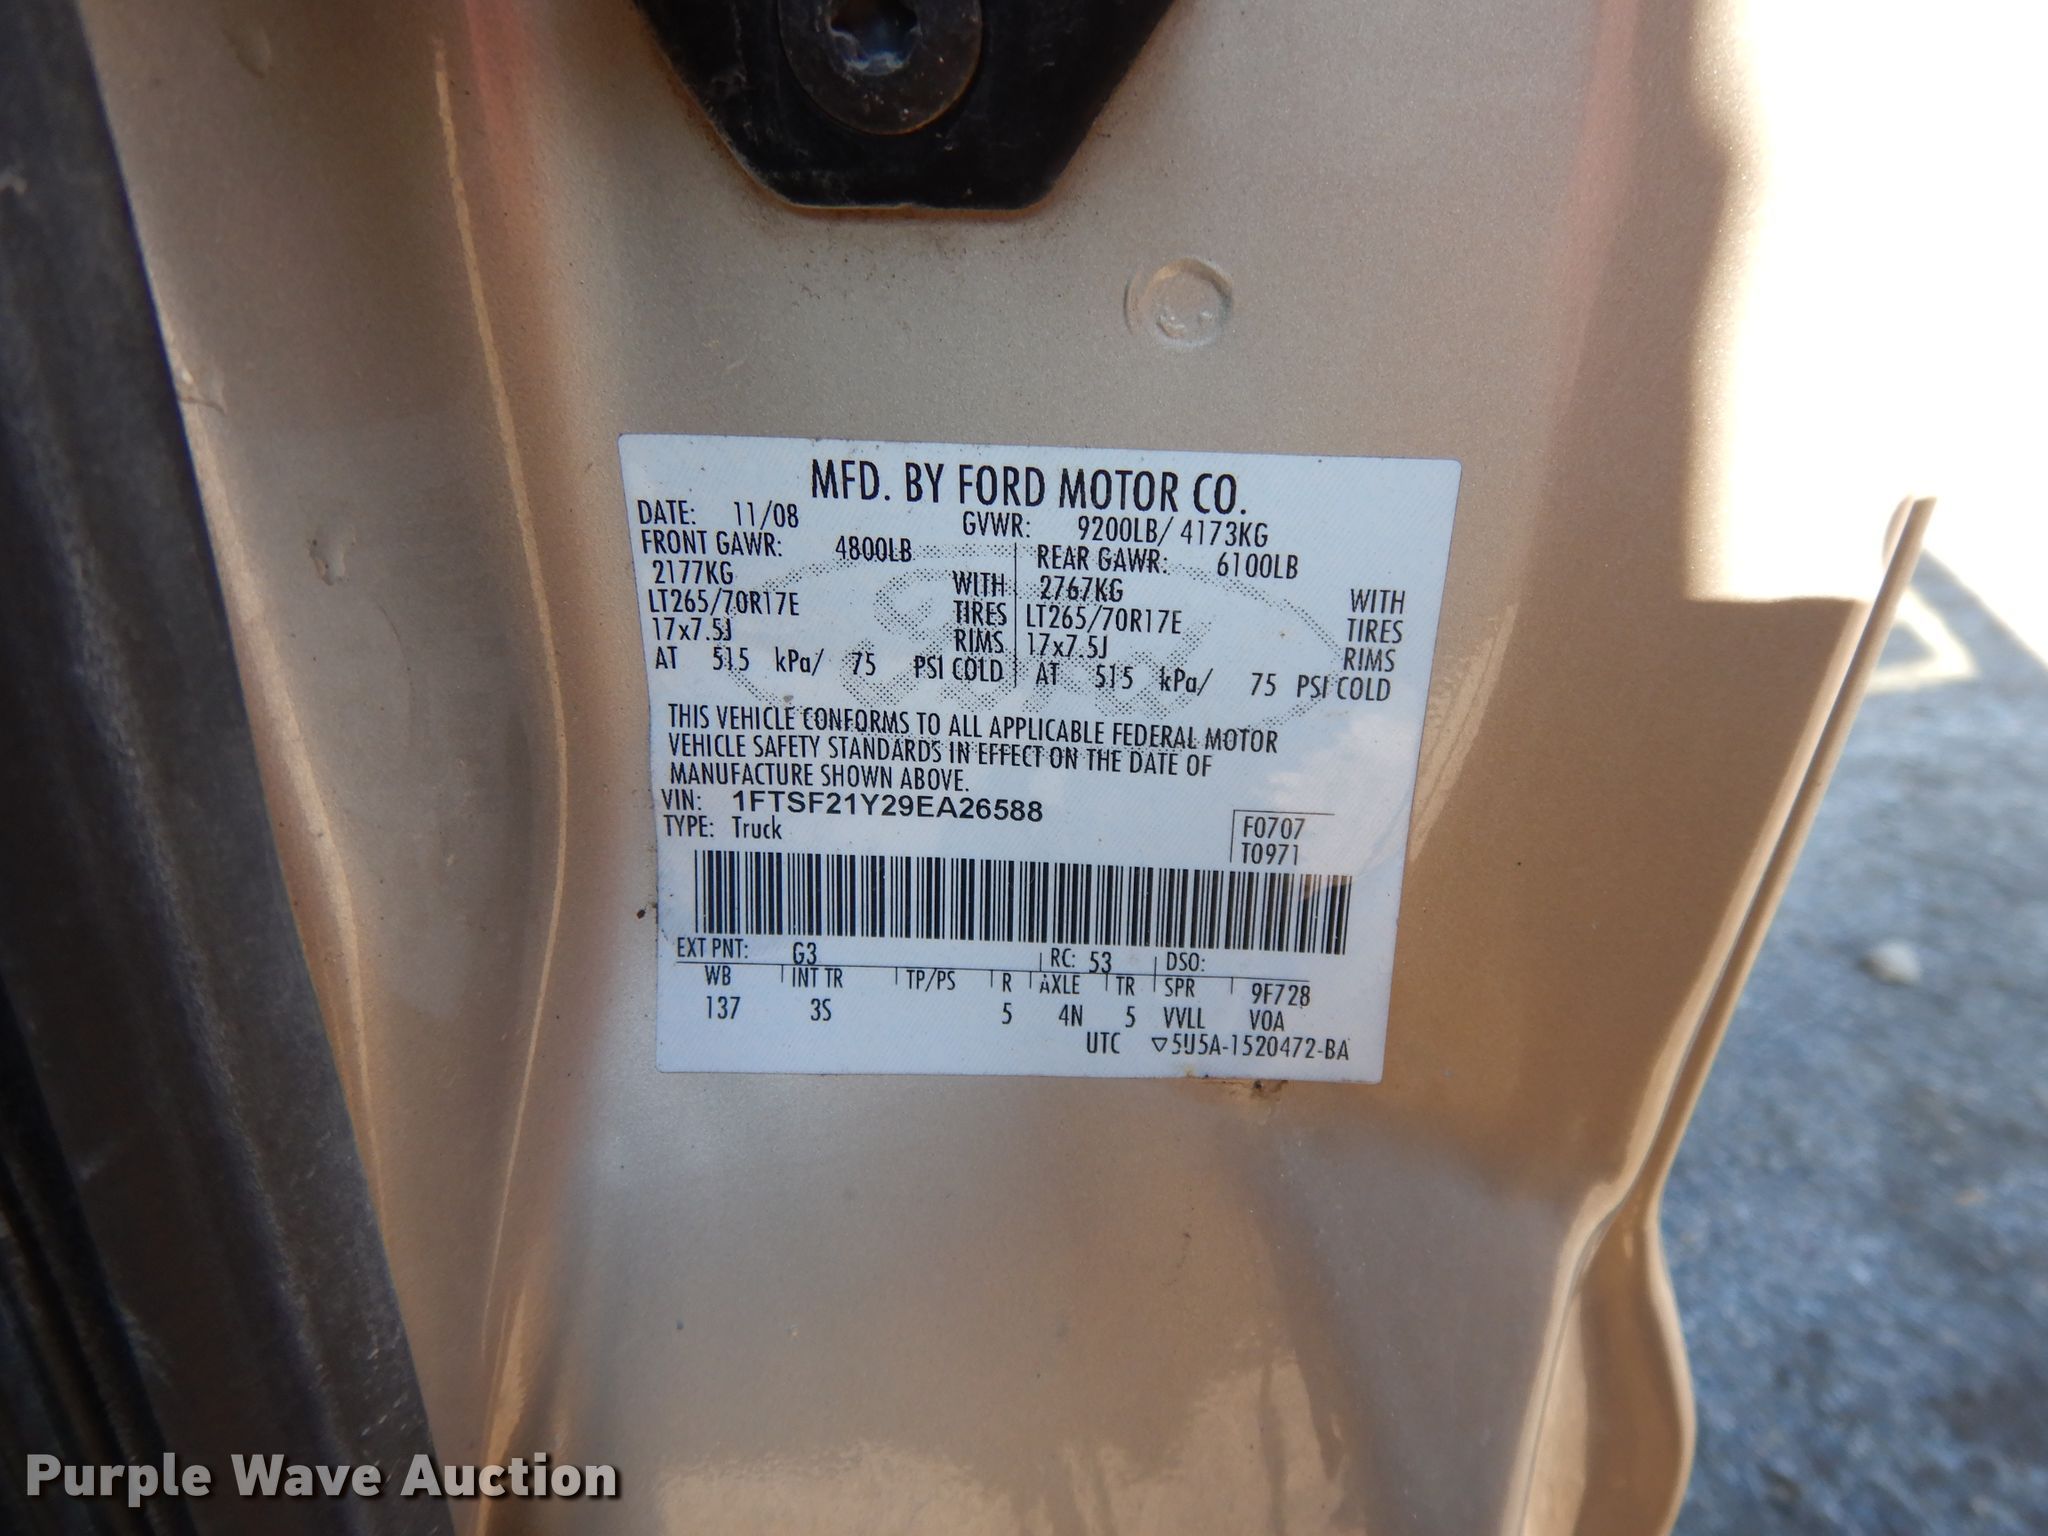 MFD. BY FORD MOTOR CO.
DATE: 11/08 GVWR: 9200LB/ 4173KG
FRONT GAWR: 4800LB REAR GAWR: 6100LB
2177KG WITH 2767KG WITH
LT265/70R17E TIRES LT265/70R17E TIRES
17x7.5J RIMS 17x7.5J RIMS
AT 515 kPa/ 75 PSI COLD AT 515 kPa/ 75 PSI COLD
THIS VEHICLE CONFORMS TO ALL APPLICABLE FEDERAL MOTOR
VEHICLE SAFETY STANDARDS IN EFFECT ON THE DATE OF
MANUFACTURE SHOWN ABOVE.
VIN: 1FTSF21Y29EA26588
TYPE: Truck F0707
T0971
EXT PNT: G3 RC: 53 DSO:
WB INT TR TP/PS R AXLE TR SPR 9F728
137 3S 5 4N 5 VVLL VOA
UTC ▽5U5A-1520472-BA
Purple Wave Auction